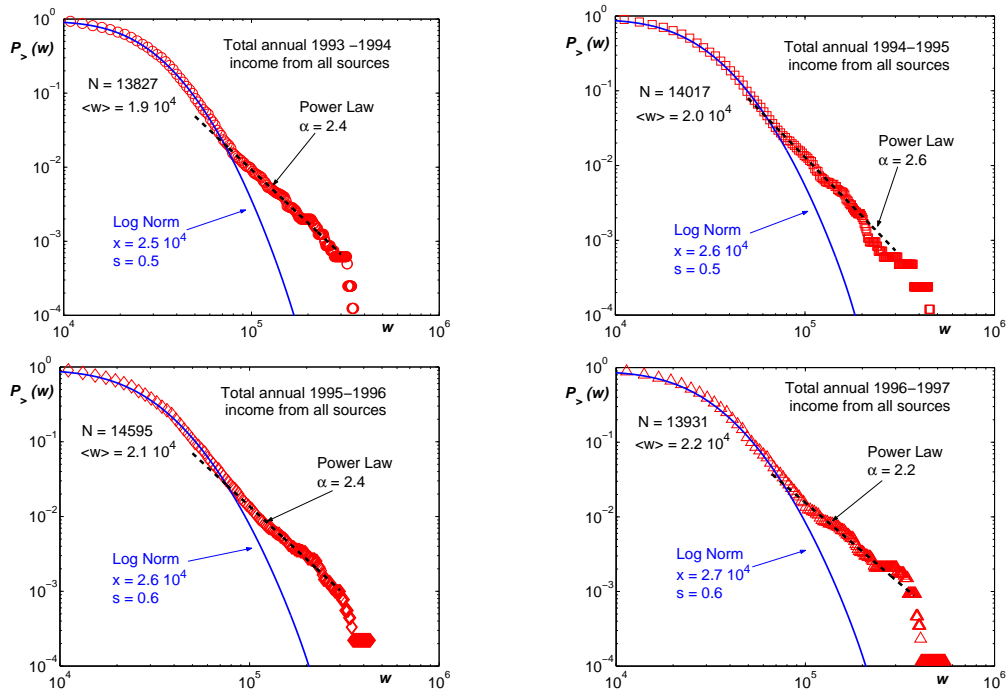 10^0
10^-1
10^-2
10^-3
10^-4
10^4
10^5
10^6
P_>(w)
w
Total annual 1993 −1994
income from all sources
N = 13827
<w> = 1.9 10^4
Power Law
α = 2.4
Log Norm
x = 2.5 10^4
s = 0.5
10^0
10^-1
10^-2
10^-3
10^-4
10^4
10^5
10^6
P_>(w)
w
Total annual 1994−1995
income from all sources
N = 14017
<w> = 2.0 10^4
Power Law
α = 2.6
Log Norm
x = 2.6 10^4
s = 0.5
10^0
10^-1
10^-2
10^-3
10^-4
10^4
10^5
10^6
P_>(w)
w
Total annual 1995−1996
income from all sources
N = 14595
<w> = 2.1 10^4
Power Law
α = 2.4
Log Norm
x = 2.6 10^4
s = 0.6
10^0
10^-1
10^-2
10^-3
10^-4
10^4
10^5
10^6
P_>(w)
w
Total annual 1996−1997
income from all sources
N = 13931
<w> = 2.2 10^4
Power Law
α = 2.2
Log Norm
x = 2.7 10^4
s = 0.6